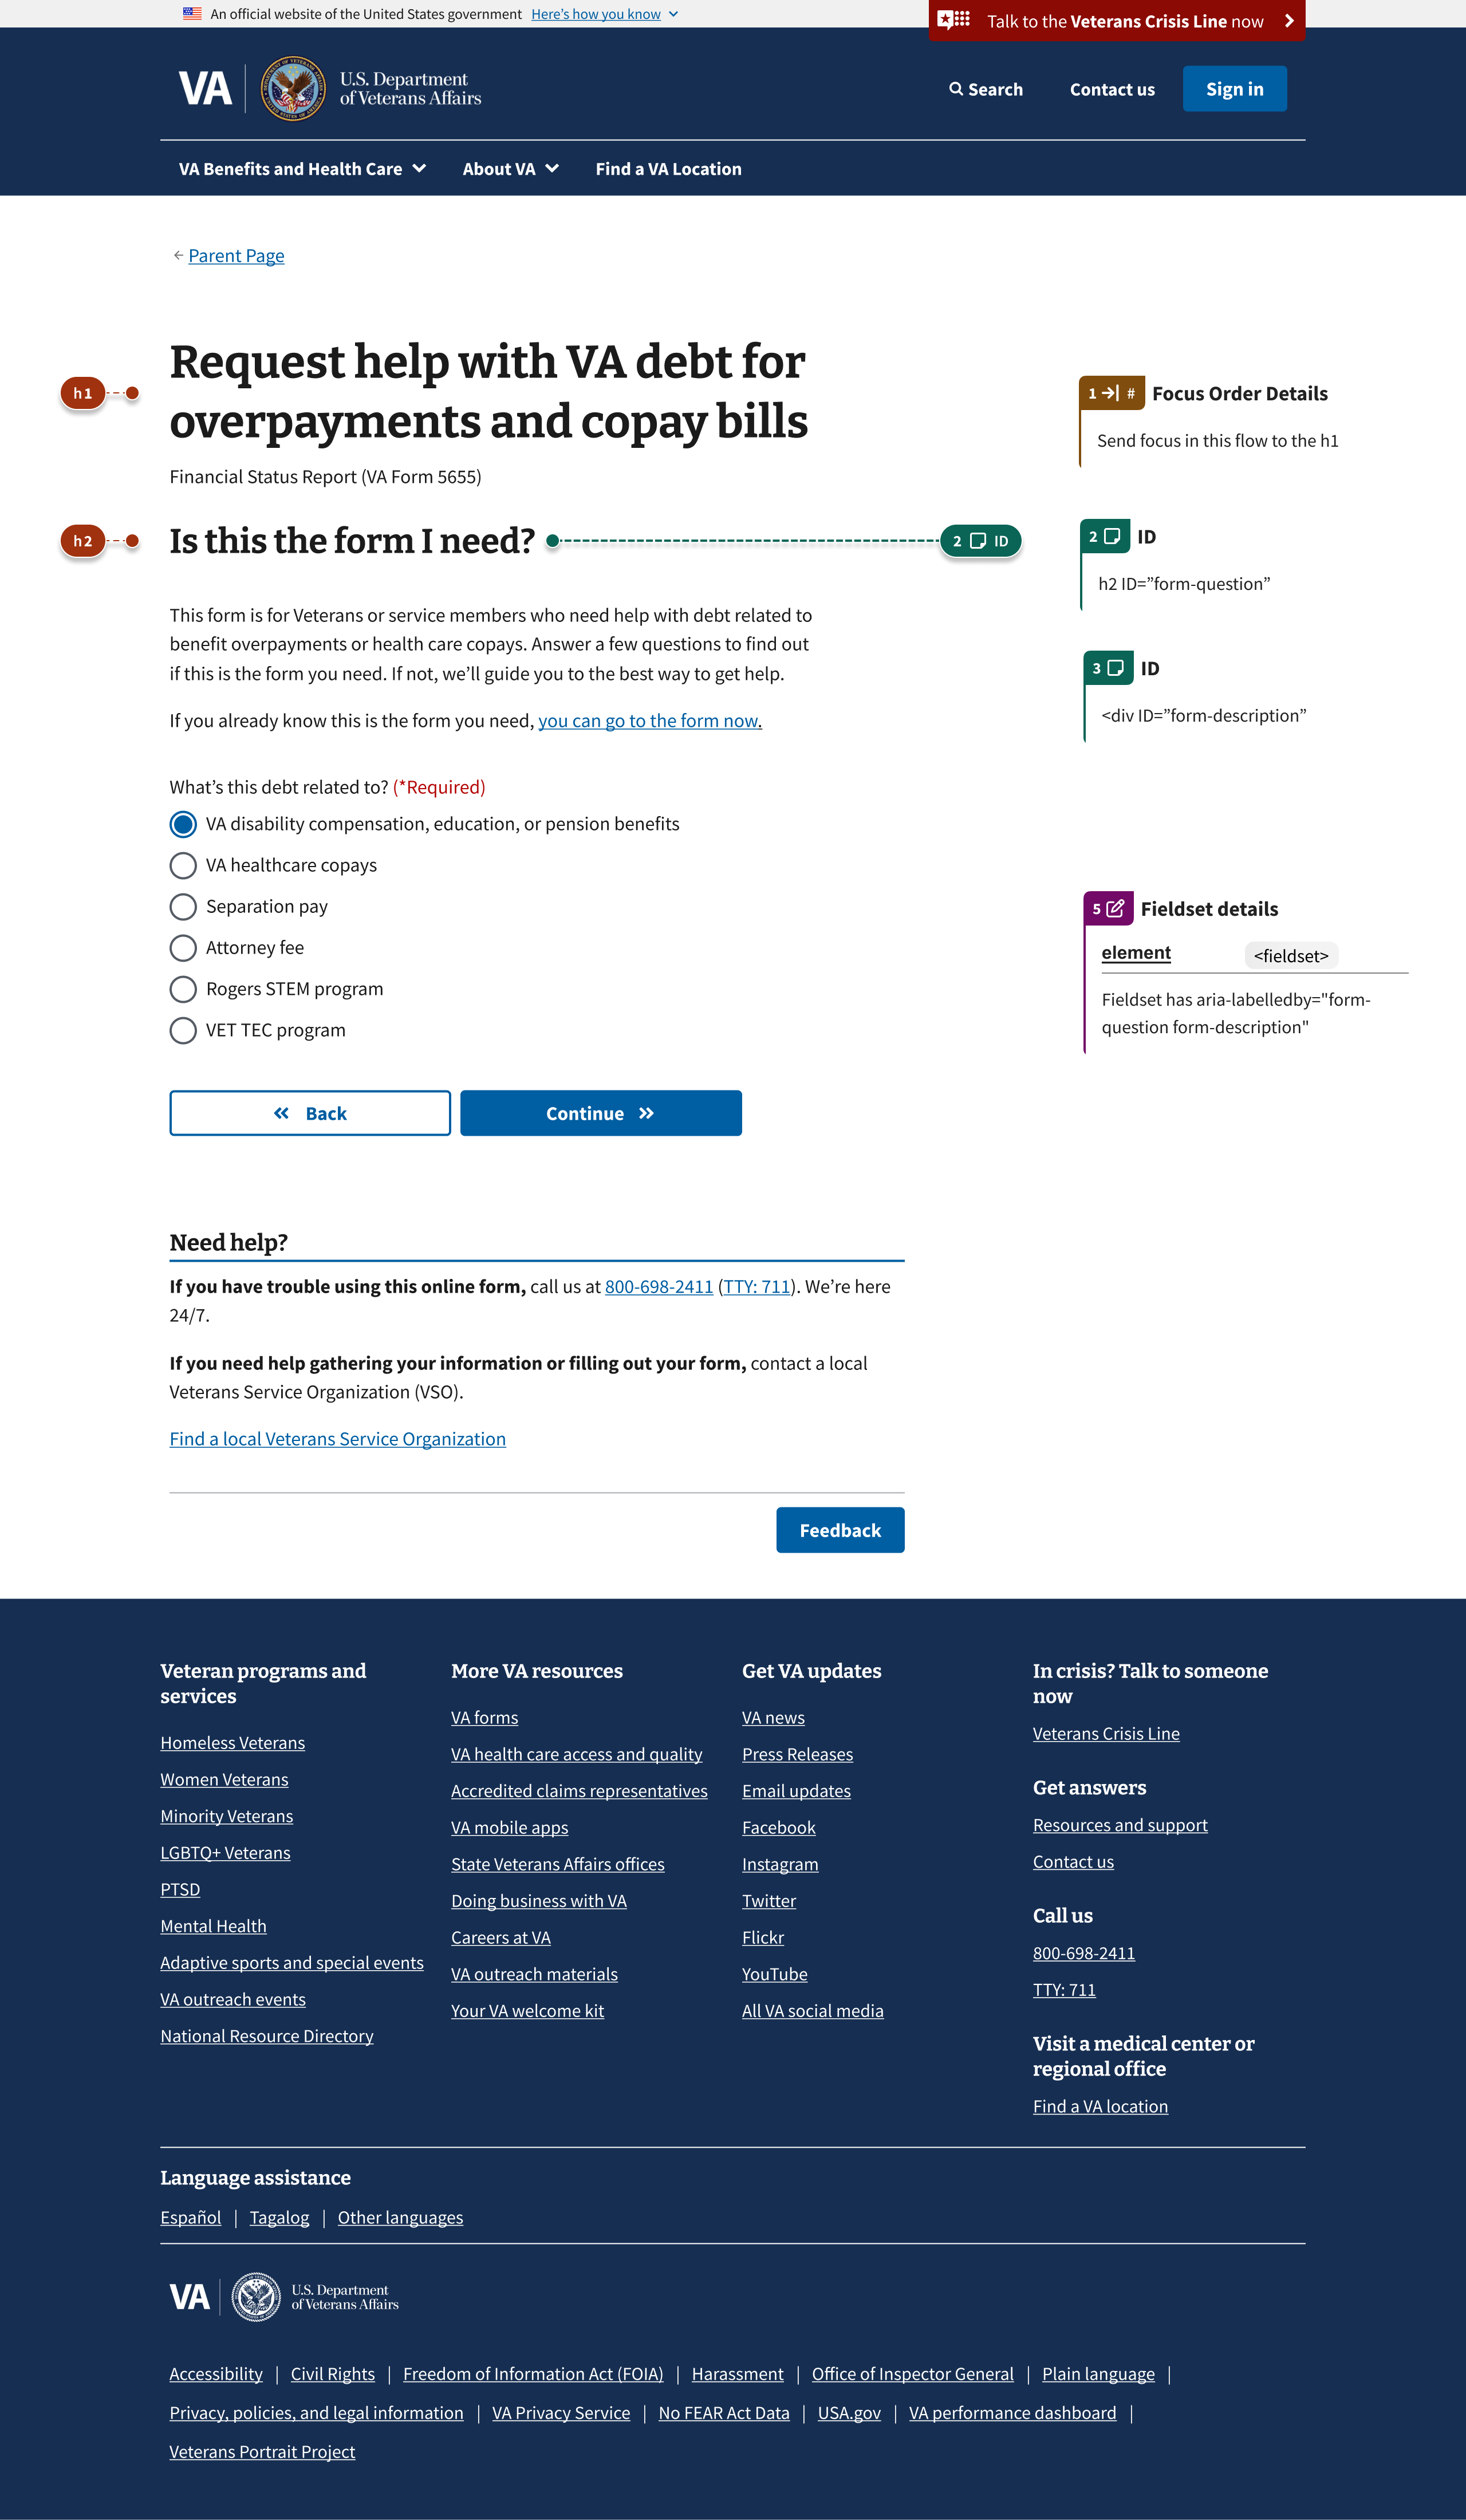 An official website of the United States government Here's how you know
Talk to the Veterans Crisis Line now
VA
U.S. Department
of Veterans Affairs
Search
Contact us
Sign in
VA Benefits and Health Care
About VA
Find a VA Location
Parent Page
h1
Request help with VA debt for
overpayments and copay bills
1 #
Focus Order Details
Send focus in this flow to the h1
Financial Status Report (VA Form 5655)
h2
Is this the form I need?
2 ID
2
ID
h2 ID=”form-question”
This form is for Veterans or service members who need help with debt related to
benefit overpayments or health care copays. Answer a few questions to find out
if this is the form you need. If not, we’ll guide you to the best way to get help.
3
ID
<div ID=”form-description”
If you already know this is the form you need, you can go to the form now.
What’s this debt related to? (*Required)
VA disability compensation, education, or pension benefits
VA healthcare copays
Separation pay
Attorney fee
Rogers STEM program
VET TEC program
5
Fieldset details
element
<fieldset>
Fieldset has aria-labelledby="form-
question form-description"
Back
Continue
Need help?
If you have trouble using this online form, call us at 800-698-2411 (TTY: 711). We’re here
24/7.
If you need help gathering your information or filling out your form, contact a local
Veterans Service Organization (VSO).
Find a local Veterans Service Organization
Feedback
Veteran programs and
services
Homeless Veterans
Women Veterans
Minority Veterans
LGBTQ+ Veterans
PTSD
Mental Health
Adaptive sports and special events
VA outreach events
National Resource Directory
More VA resources
VA forms
VA health care access and quality
Accredited claims representatives
VA mobile apps
State Veterans Affairs offices
Doing business with VA
Careers at VA
VA outreach materials
Your VA welcome kit
Get VA updates
VA news
Press Releases
Email updates
Facebook
Instagram
Twitter
Flickr
YouTube
All VA social media
In crisis? Talk to someone
now
Veterans Crisis Line
Get answers
Resources and support
Contact us
Call us
800-698-2411
TTY: 711
Visit a medical center or
regional office
Find a VA location
Language assistance
Español | Tagalog | Other languages
VA
U.S. Department
of Veterans Affairs
Accessibility | Civil Rights | Freedom of Information Act (FOIA) | Harassment | Office of Inspector General | Plain language |
Privacy, policies, and legal information | VA Privacy Service | No FEAR Act Data | USA.gov | VA performance dashboard |
Veterans Portrait Project